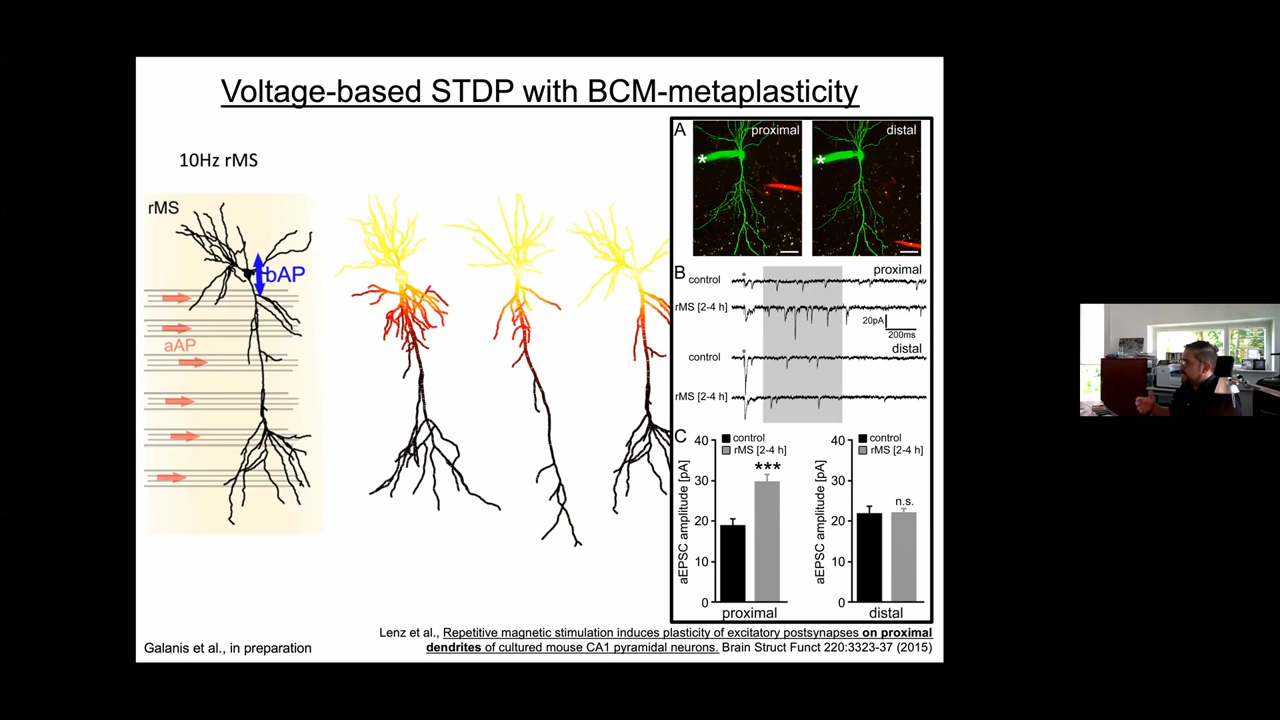 Voltage-based STDP with BCM-metaplasticity
10Hz rMS
rMS
bAP
aAP
A
proximal
distal
*
*
B
proximal
control
rMS [2-4 h]
20pA
200ms
distal
control
rMS [2-4 h]
C
40
30
20
10
0
aEPSC amplitude [pA]
control
rMS [2-4 h]
***
proximal
40
30
20
10
0
aEPSC amplitude [pA]
control
rMS [2-4 h]
n.s.
distal
Lenz et al., Repetitive magnetic stimulation induces plasticity of excitatory postsynapses on proximal
dendrites of cultured mouse CA1 pyramidal neurons. Brain Struct Funct 220:3323-37 (2015)
Galanis et al., in preparation